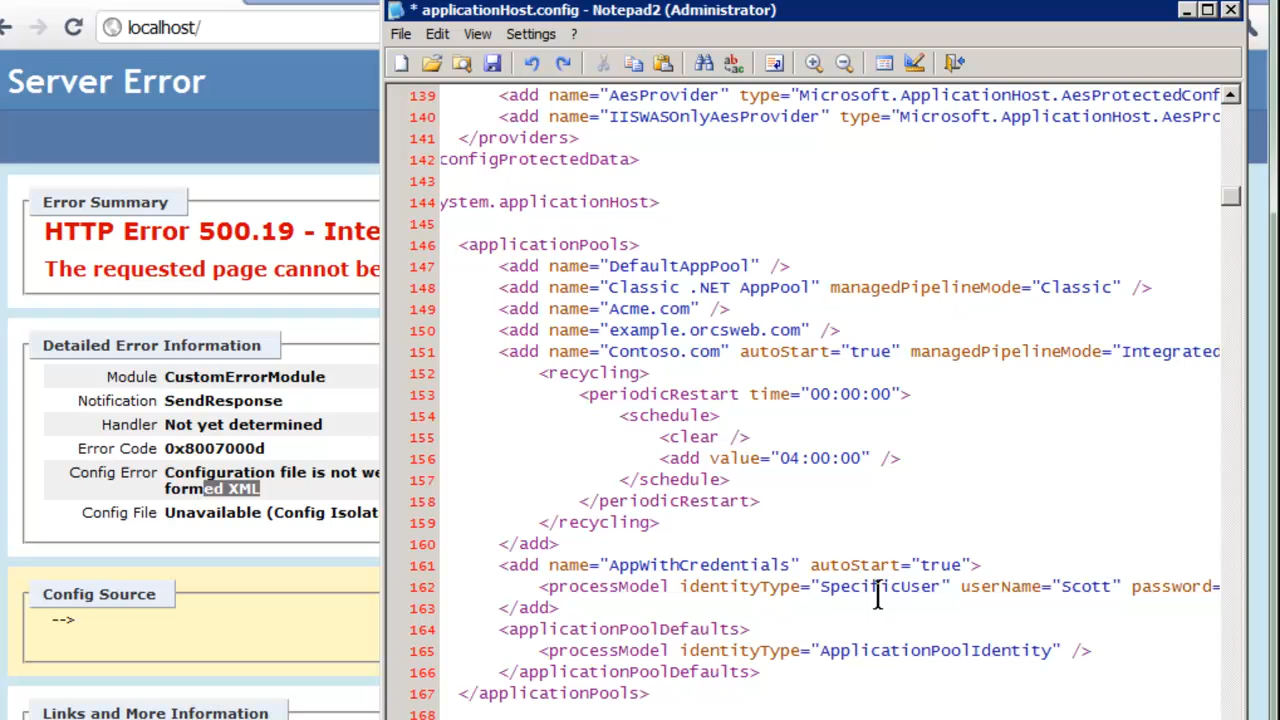 localhost/
Server Error
Error Summary
HTTP Error 500.19 - Inte
The requested page cannot be
Detailed Error Information
Module CustomErrorModule
Notification SendResponse
Handler Not yet determined
Error Code 0x8007000d
Config Error Configuration file is not we
formed XML
Config File Unavailable (Config Isolat
Config Source
-->
Links and More Information
* applicationHost.config - Notepad2 (Administrator)
File Edit View Settings ?
139 <add name="AesProvider" type="Microsoft.ApplicationHost.AesProtectedConf
140 <add name="IISWASOnlyAesProvider" type="Microsoft.ApplicationHost.AesPro
141 </providers>
142 configProtectedData>
143
144 ystem.applicationHost>
145
146 <applicationPools>
147 <add name="DefaultAppPool" />
148 <add name="Classic .NET AppPool" managedPipelineMode="Classic" />
149 <add name="Acme.com" />
150 <add name="example.orcsweb.com" />
151 <add name="Contoso.com" autoStart="true" managedPipelineMode="Integrated
152 <recycling>
153 <periodicRestart time="00:00:00">
154 <schedule>
155 <clear />
156 <add value="04:00:00" />
157 </schedule>
158 </periodicRestart>
159 </recycling>
160 </add>
161 <add name="AppWithCredentials" autoStart="true">
162 <processModel identityType="SpecificUser" userName="Scott" password=
163 </add>
164 <applicationPoolDefaults>
165 <processModel identityType="ApplicationPoolIdentity" />
166 </applicationPoolDefaults>
167 </applicationPools>
168